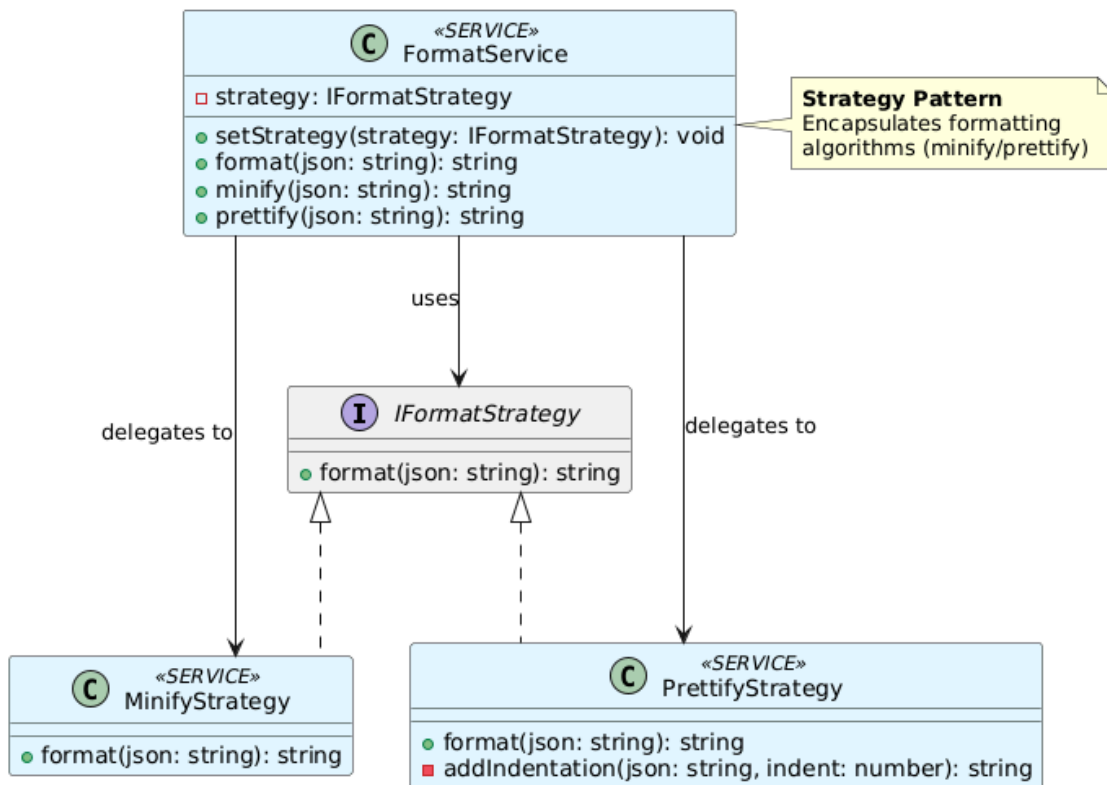 «SERVICE»
C FormatService
strategy: IFormatStrategy
setStrategy(strategy: IFormatStrategy): void
format(json: string): string
minify(json: string): string
prettify(json: string): string
Strategy Pattern
Encapsulates formatting
algorithms (minify/prettify)
uses
I IFormatStrategy
format(json: string): string
delegates to
delegates to
«SERVICE»
C MinifyStrategy
format(json: string): string
«SERVICE»
C PrettifyStrategy
format(json: string): string
addIndentation(json: string, indent: number): string